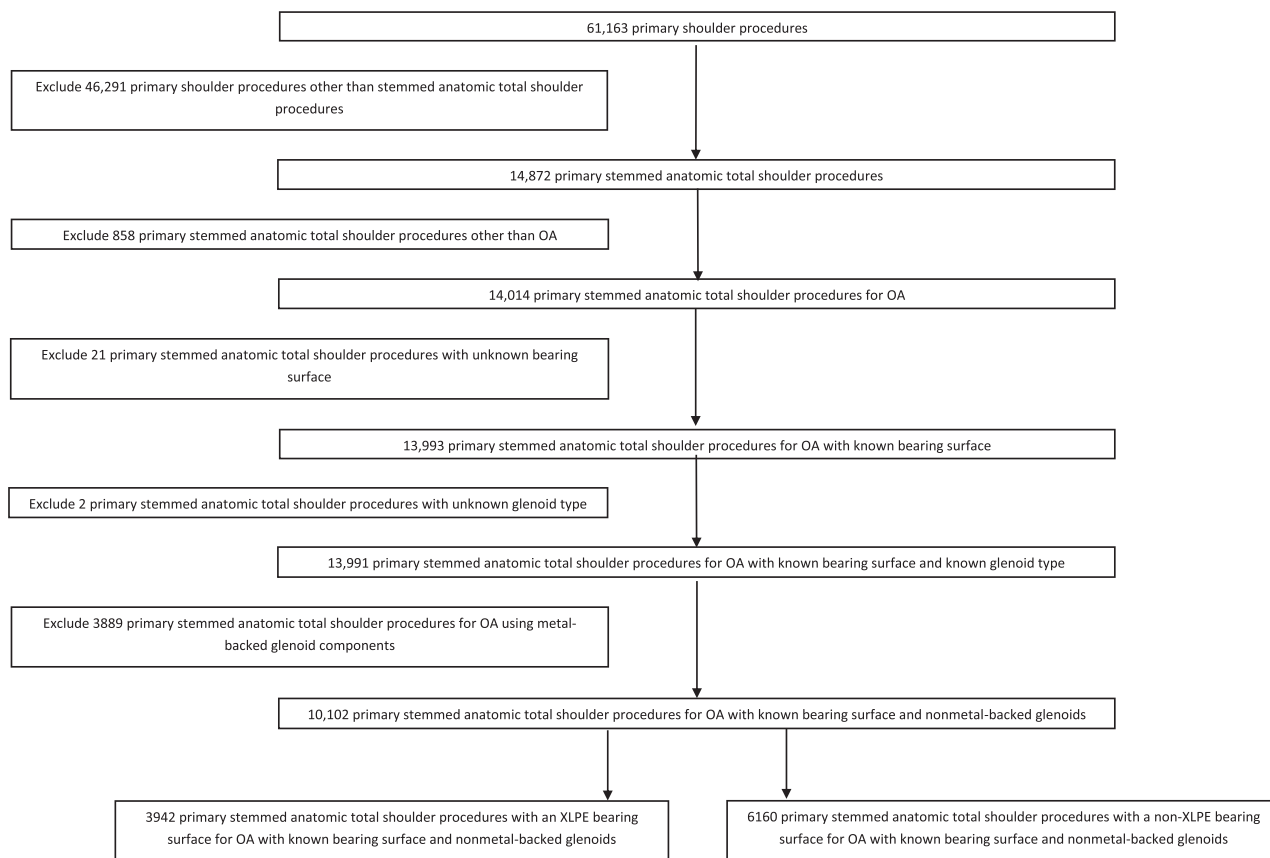 61,163 primary shoulder procedures
Exclude 46,291 primary shoulder procedures other than stemmed anatomic total shoulder
procedures
14,872 primary stemmed anatomic total shoulder procedures
Exclude 858 primary stemmed anatomic total shoulder procedures other than OA
14,014 primary stemmed anatomic total shoulder procedures for OA
Exclude 21 primary stemmed anatomic total shoulder procedures with unknown bearing
surface
13,993 primary stemmed anatomic total shoulder procedures for OA with known bearing surface
Exclude 2 primary stemmed anatomic total shoulder procedures with unknown glenoid type
13,991 primary stemmed anatomic total shoulder procedures for OA with known bearing surface and known glenoid type
Exclude 3889 primary stemmed anatomic total shoulder procedures for OA using metal-
backed glenoid components
10,102 primary stemmed anatomic total shoulder procedures for OA with known bearing surface and nonmetal-backed glenoids
3942 primary stemmed anatomic total shoulder procedures with an XLPE bearing
surface for OA with known bearing surface and nonmetal-backed glenoids
6160 primary stemmed anatomic total shoulder procedures with a non-XLPE bearing
surface for OA with known bearing surface and nonmetal-backed glenoids